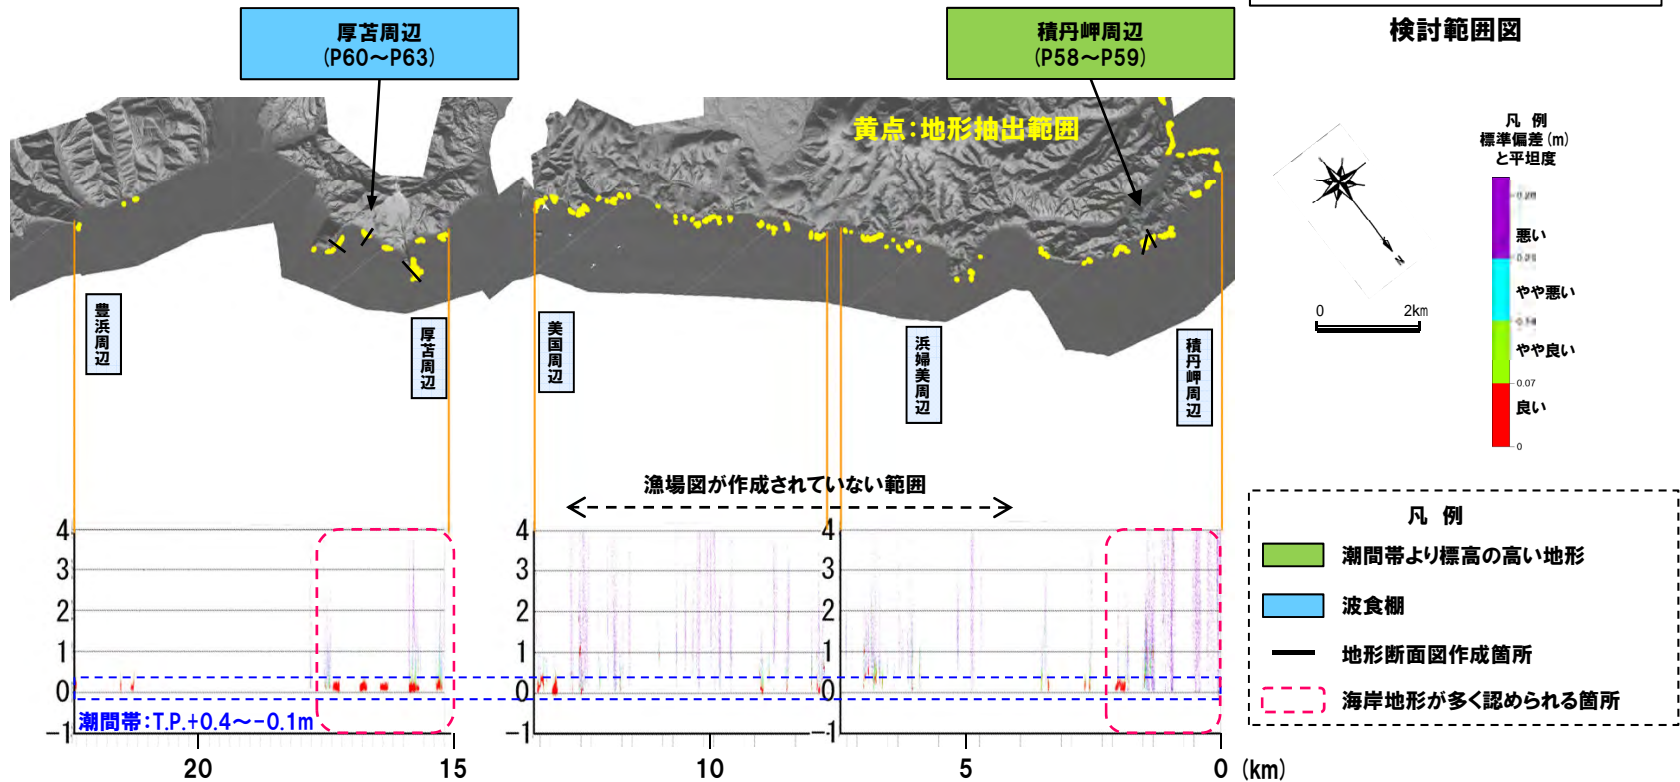 厚苫周辺
(P60～P63)
積丹岬周辺
(P58～P59)
検討範囲図
黄点：地形抽出範囲
凡 例
標準偏差(m)
と平坦度
悪い
やや悪い
やや良い
0.07
良い
0
N
0 2km
豊浜周辺
厚苫周辺
美国周辺
浜婦美周辺
積丹岬周辺
漁場図が作成されていない範囲
4 4 4
3 3 3
2 2 2
1 1 1
0 0 0
-1 -1 -1
潮間帯：T.P.+0.4～-0.1m
20 15 10 5 0 (km)
凡 例
潮間帯より標高の高い地形
波食棚
地形断面図作成箇所
海岸地形が多く認められる箇所